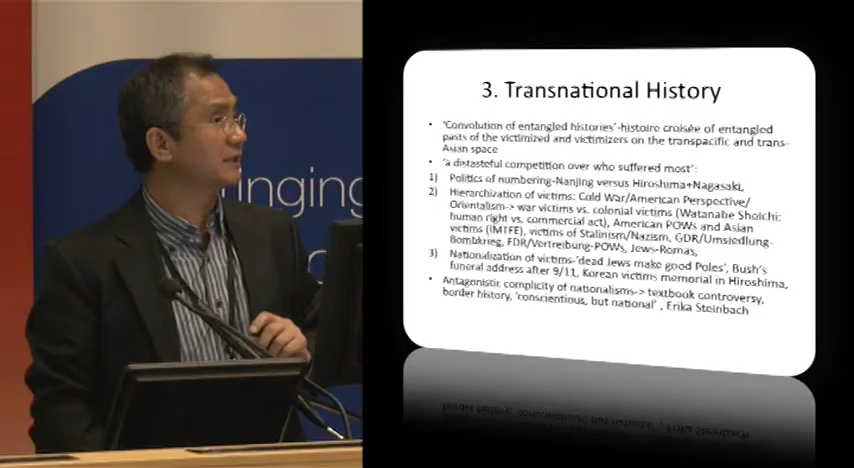 inging
3. Transnational History
• 'Convolution of entangled histories'-histoire croisée of entangled
pasts of the victimized and victimizers on the transpacific and trans-
Asian space
• 'a distasteful competition over who suffered most':
1) Politics of numbering-Nanjing versus Hiroshima+Nagasaki,
2) Hierarchization of victims: Cold War/American Perspective/
Orientalism-> war victims vs. colonial victims (Watanabe Shoichi:
human right vs. commercial act), American POWs and Asian
victims (IMTFE), victims of Stalinism/Nazism, GDR/Umsiedlung-
Bombkrieg, FDR/Vertreibung-POWs, Jews-Romas,
3) Nationalization of victims-'dead Jews make good Poles', Bush's
funeral address after 9/11, Korean victims memorial in Hiroshima,
• Antagonistic complicity of nationalisms-> textbook controversy,
border history, 'conscientious, but national' , Erika Steinbach